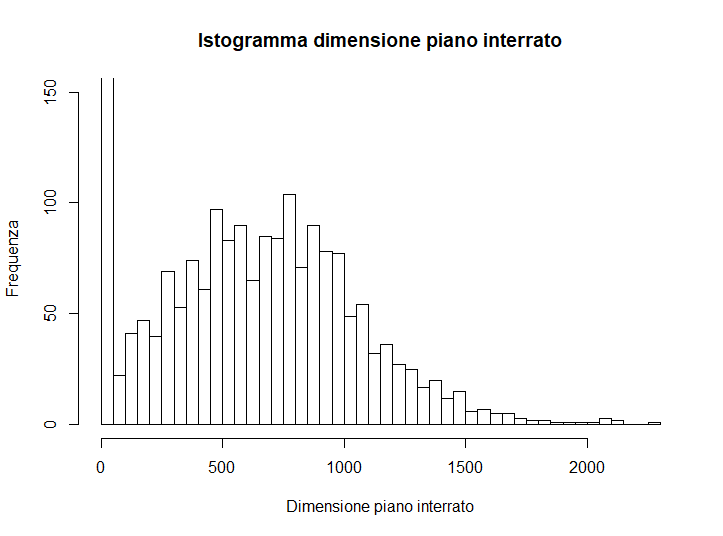 Istogramma dimensione piano interrato
150
100
50
0
Frequenza
0 500 1000 1500 2000
Dimensione piano interrato